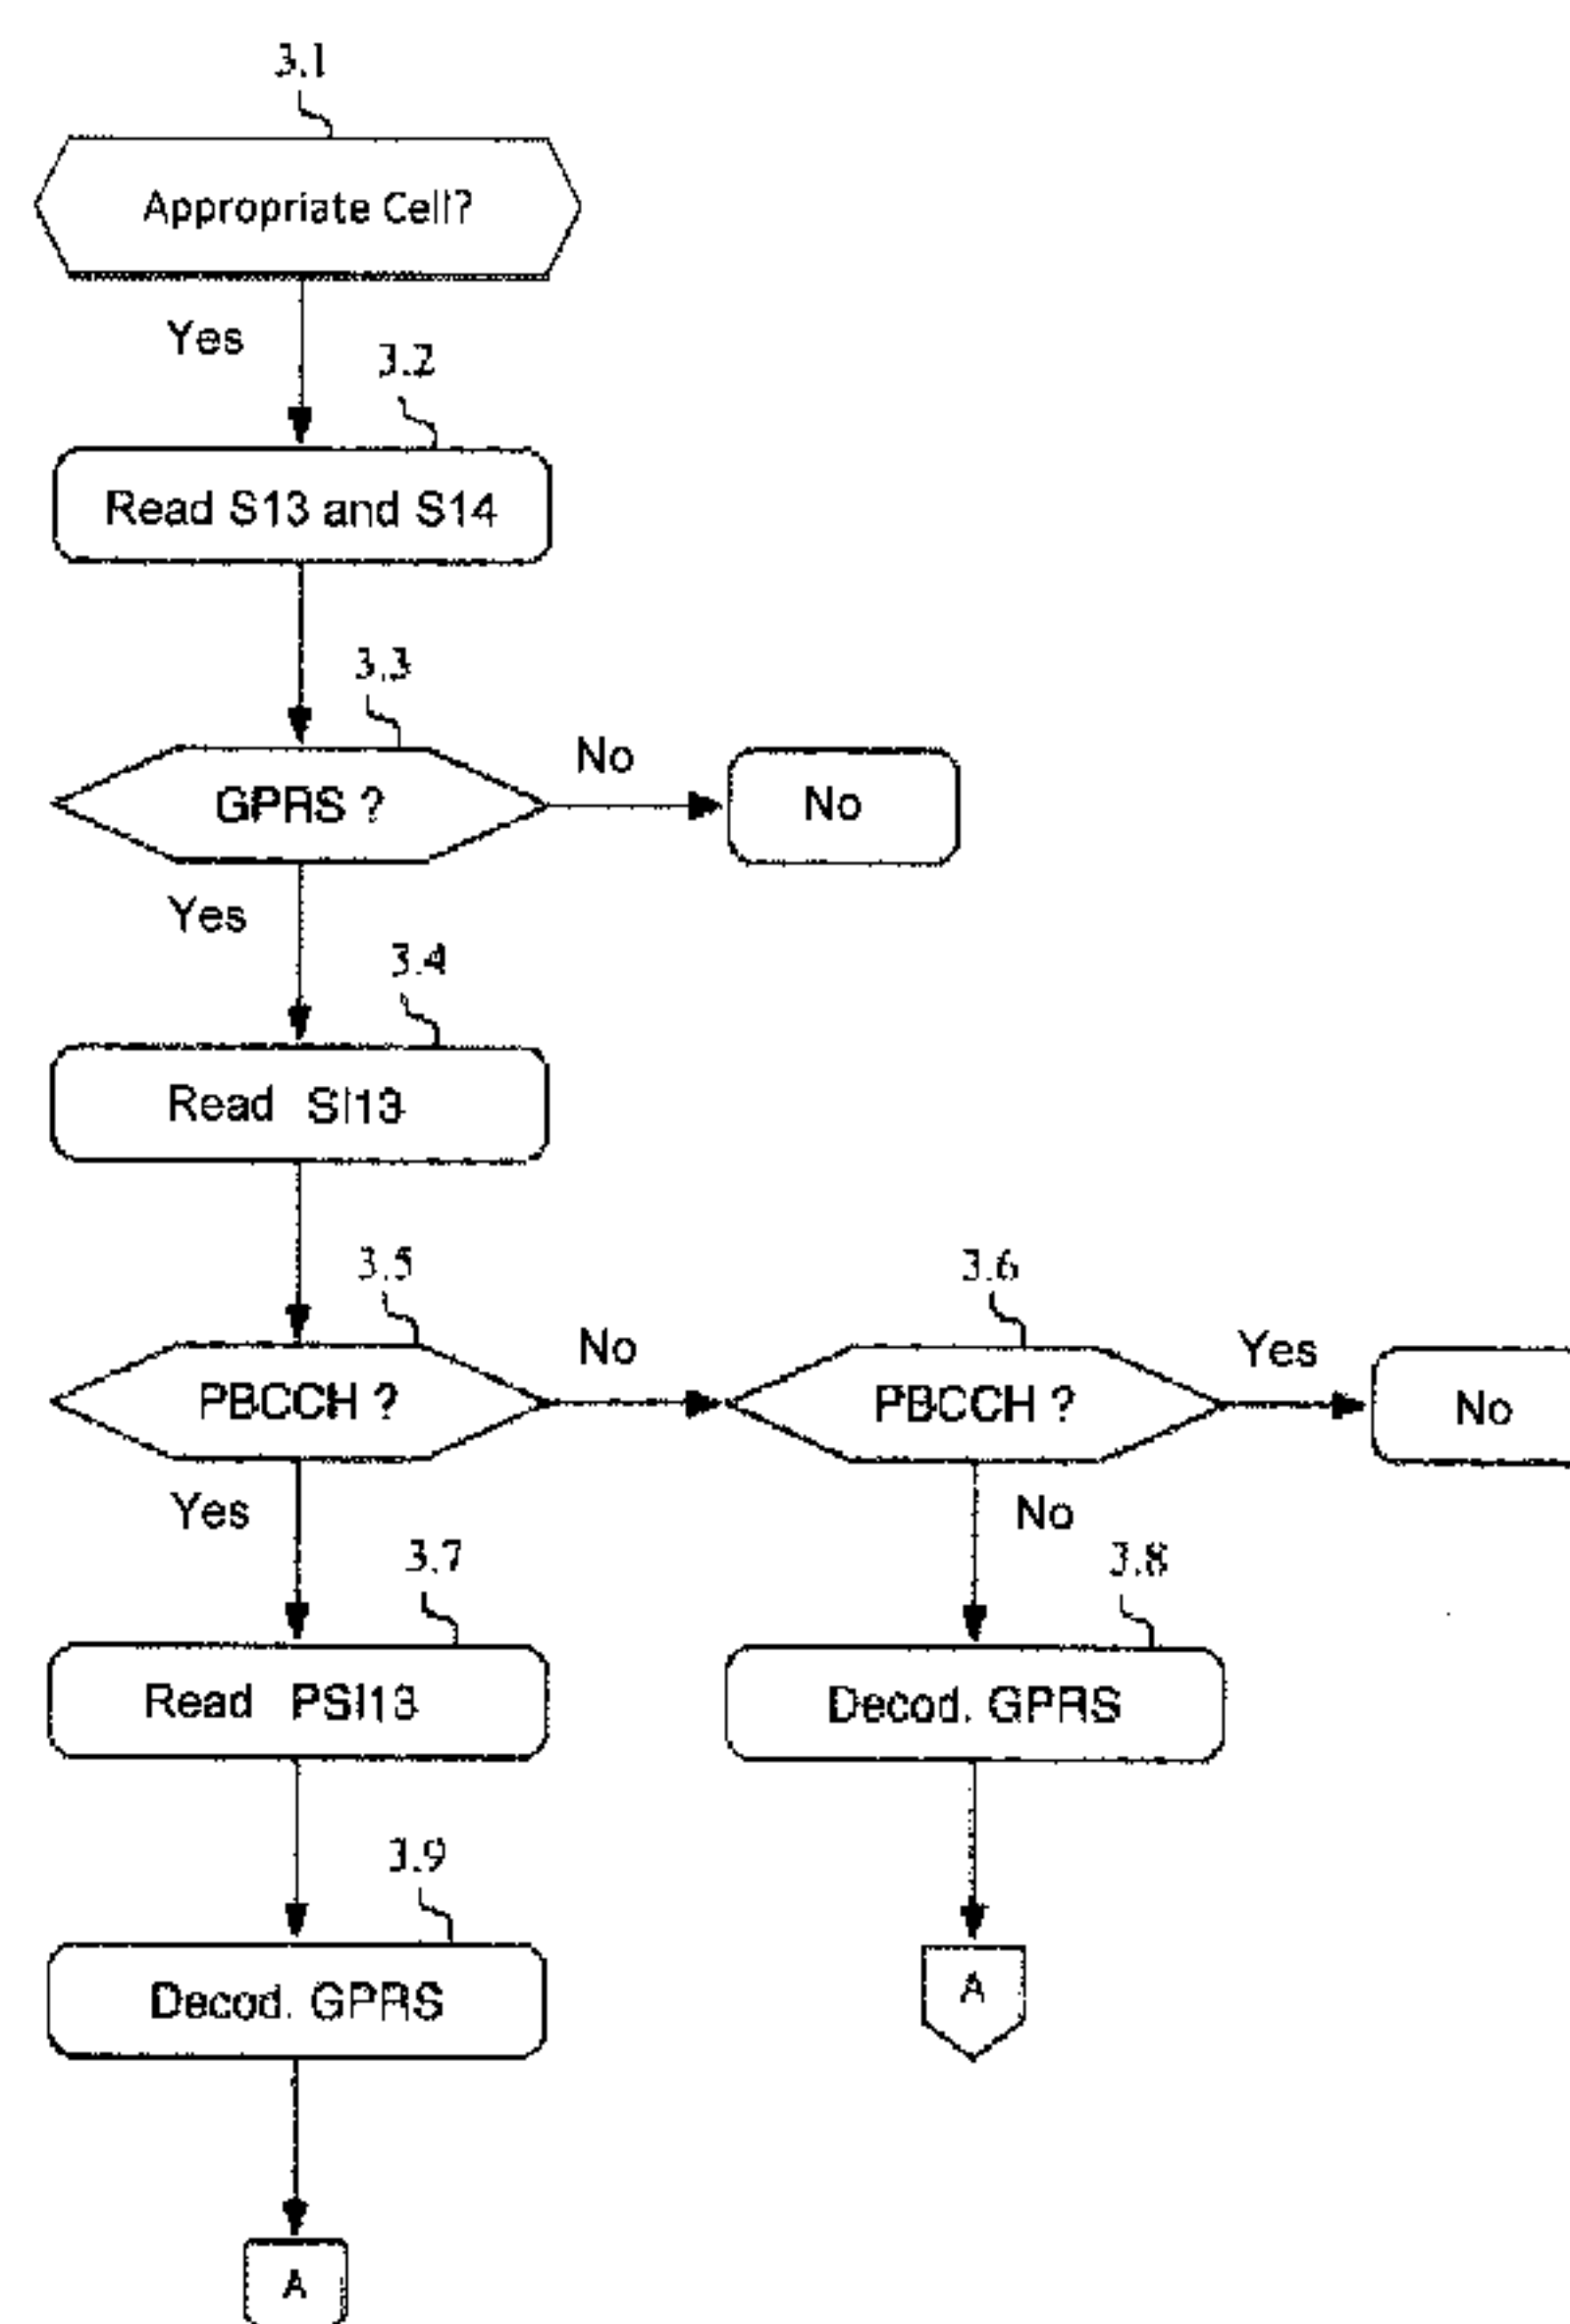 3.1
Appropriate Cell?
Yes
3.2
Read S13 and S14
3.3
GPRS ?
No
No
Yes
3.4
Read SI13
3.5
PBCCH ?
No
3.6
PBCCH ?
Yes
No
Yes
No
3.7
Read PSI13
3.8
Decod. GPRS
3.9
Decod. GPRS
A
A